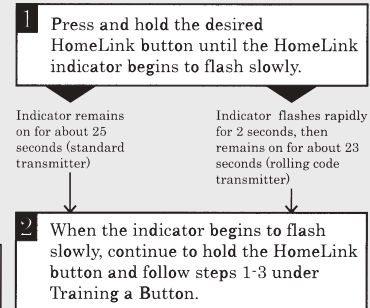 1
Press and hold the desired
HomeLink button until the HomeLink
indicator begins to flash slowly.
Indicator remains
on for about 25
seconds (standard
transmitter)
Indicator flashes rapidly
for 2 seconds, then
remains on for about 23
seconds (rolling code
transmitter)
2
When the indicator begins to flash
slowly, continue to hold the HomeLink
button and follow steps 1-3 under
Training a Button.